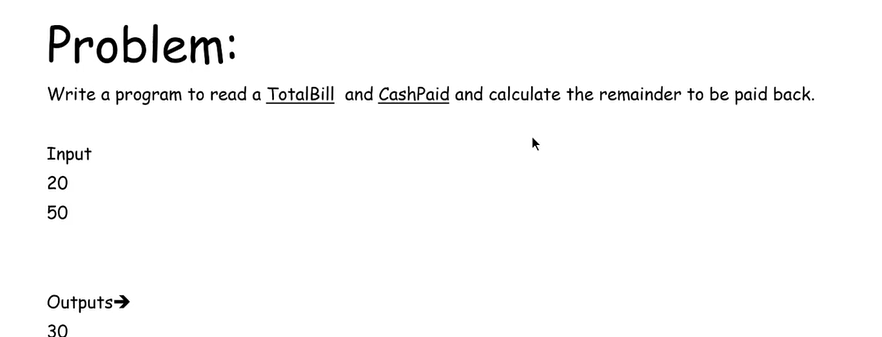 Problem:
Write a program to read a TotalBill and CashPaid and calculate the remainder to be paid back.
Input
20
50
Outputs→
30